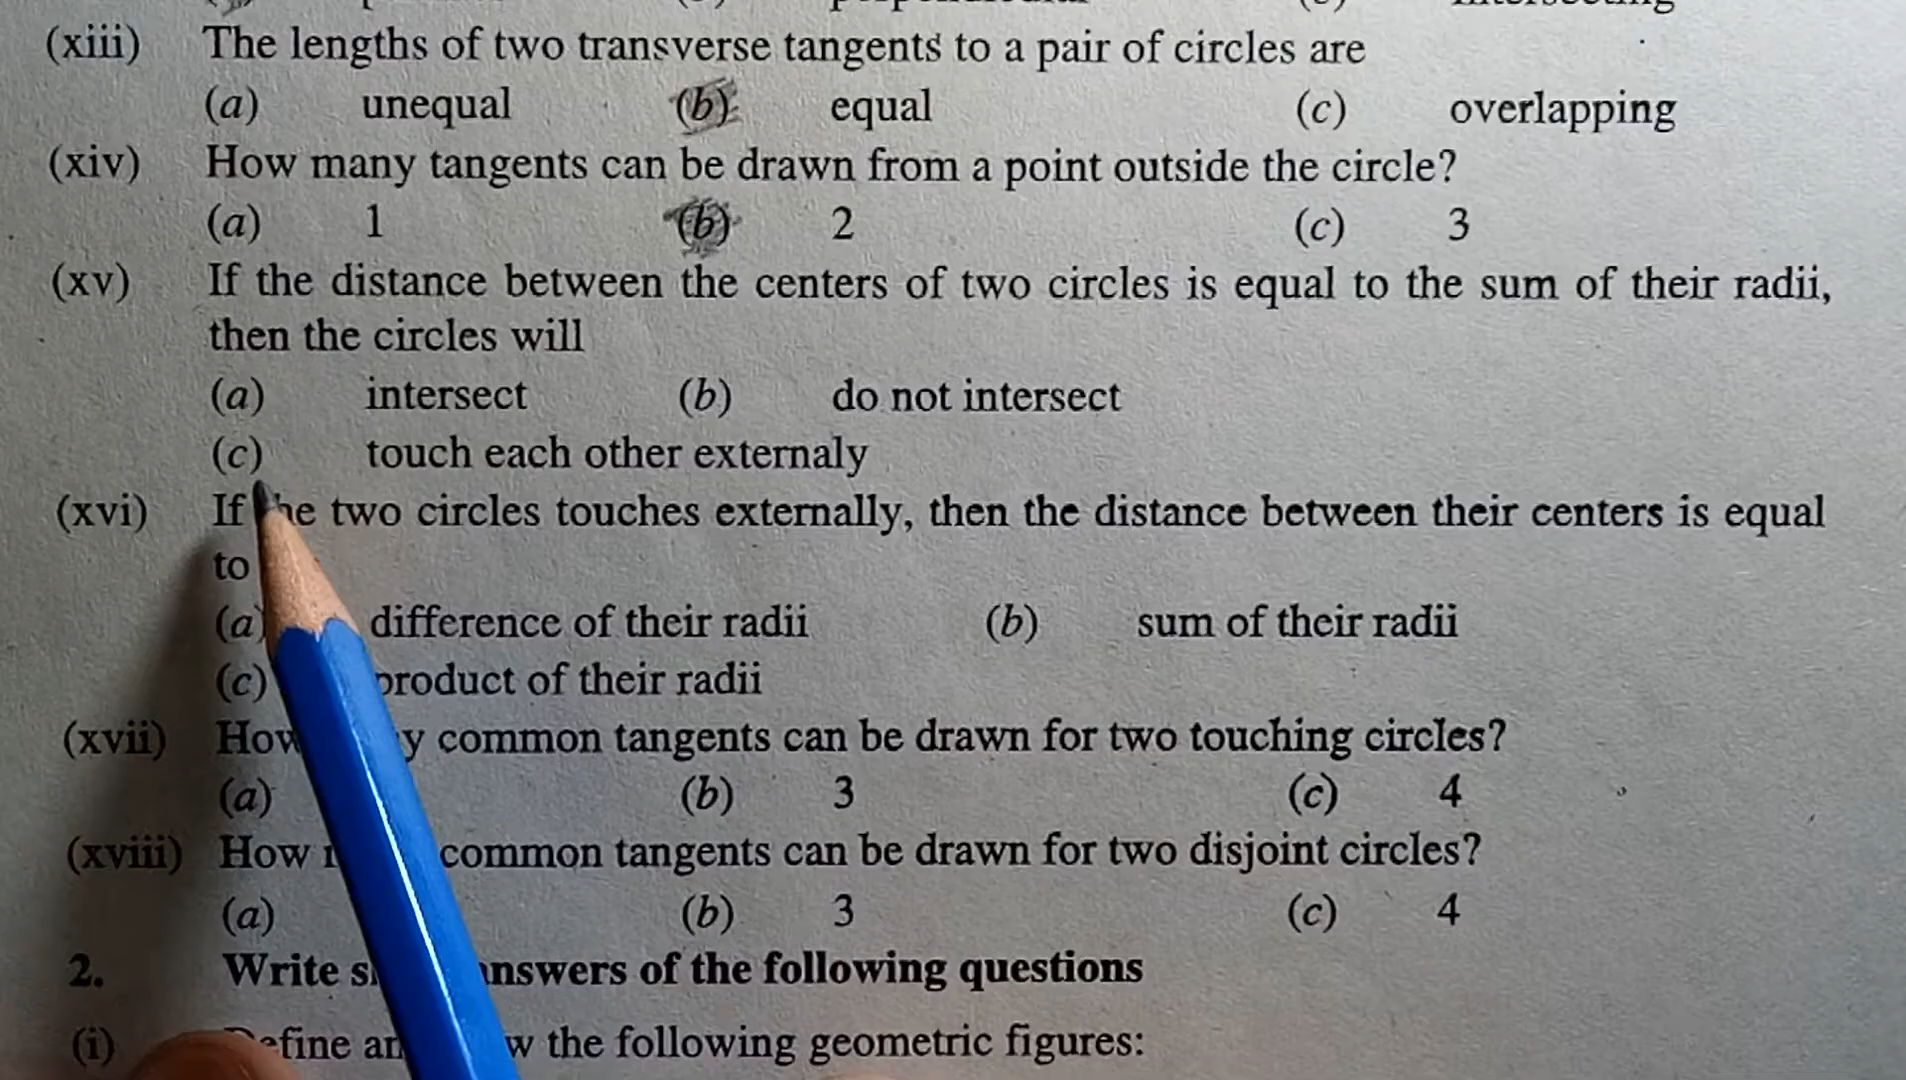 (xiii) The lengths of two transverse tangents to a pair of circles are
(a) unequal (b) equal (c) overlapping
(xiv) How many tangents can be drawn from a point outside the circle?
(a) 1 (b) 2 (c) 3
(xv) If the distance between the centers of two circles is equal to the sum of their radii,
then the circles will
(a) intersect (b) do not intersect
(c) touch each other externaly
(xvi) If two circles touches externally, then the distance between their centers is equal
to
(a) difference of their radii (b) sum of their radii
(c) product of their radii
(xvii) How common tangents can be drawn for two touching circles?
(a) (b) 3 (c) 4
(xviii) How common tangents can be drawn for two disjoint circles?
(a) (b) 3 (c) 4
2. Write answers of the following questions
(i) the following geometric figures: